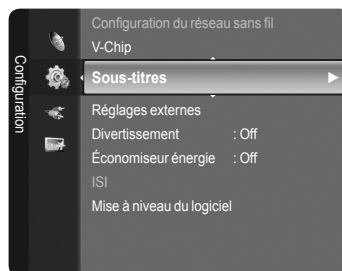 Configuration
Configuration du réseau sans fil
V-Chip
Sous-titres
Réglages externes
Divertissement : Off
Économiseur énergie : Off
ISI
Mise à niveau du logiciel